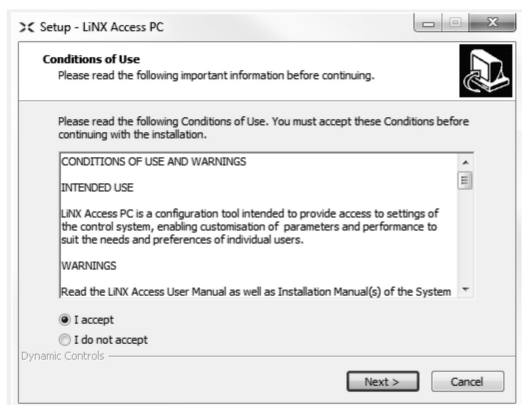 Setup - LiNX Access PC
Conditions of Use
Please read the following important information before continuing.
Please read the following Conditions of Use. You must accept these Conditions before
continuing with the installation.
CONDITIONS OF USE AND WARNINGS
INTENDED USE
LiNX Access PC is a configuration tool intended to provide access to settings of
the control system, enabling customisation of parameters and performance to
suit the needs and preferences of individual users.
WARNINGS
Read the LiNX Access User Manual as well as Installation Manual(s) of the System
I accept
I do not accept
Dynamic Controls
Next >
Cancel